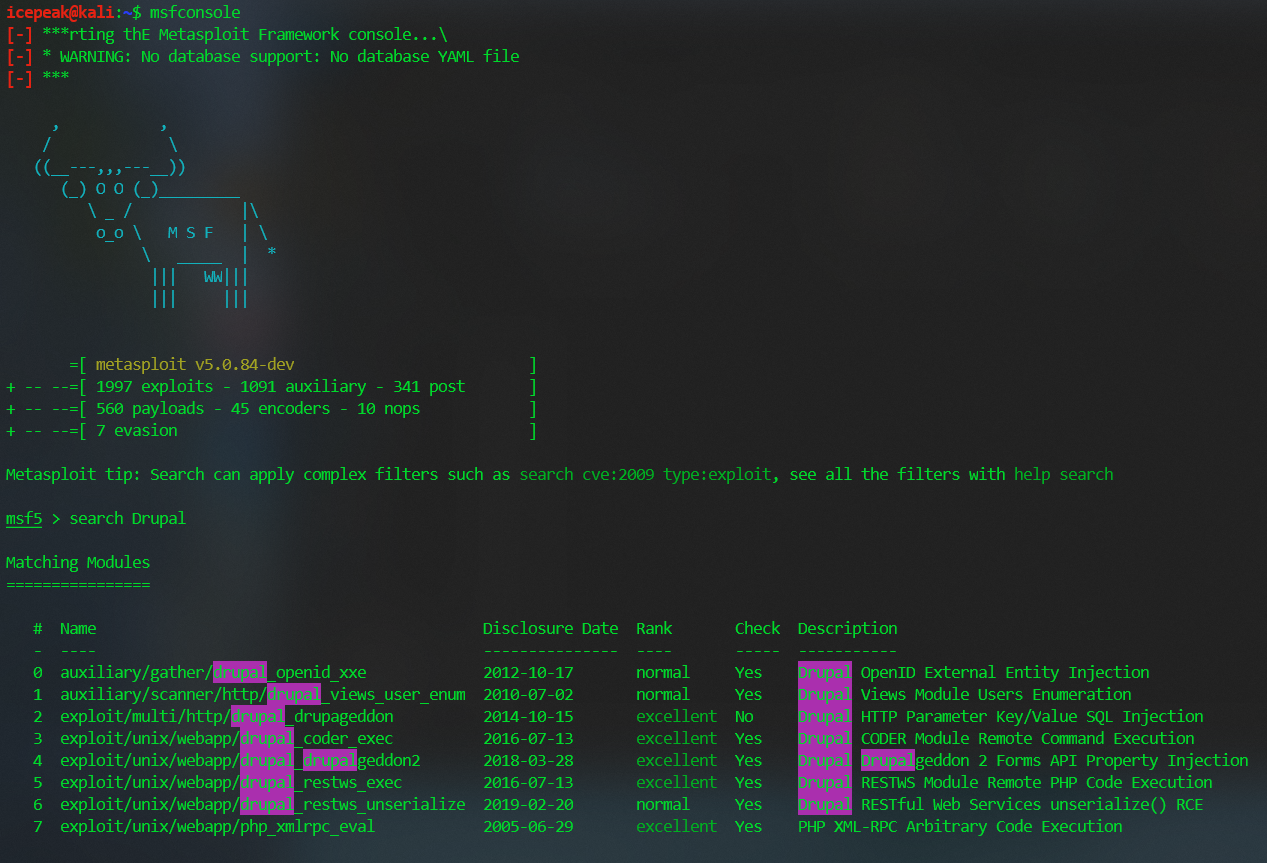 icepeak@kali:~$ msfconsole
[-] ***rting thE Metasploit Framework console...\
[-] * WARNING: No database support: No database YAML file
[-] ***
     ,           ,
    /             \
   ((__---,,,---__))
      (_) O O (_)_________
         \ _ /            |\
          o_o \   M S F   | \
               \   _____  |  *
                |||   WW|||
                |||     |||
       =[ metasploit v5.0.84-dev                          ]
+ -- --=[ 1997 exploits - 1091 auxiliary - 341 post       ]
+ -- --=[ 560 payloads - 45 encoders - 10 nops            ]
+ -- --=[ 7 evasion                                       ]
Metasploit tip: Search can apply complex filters such as search cve:2009 type:exploit, see all the filters with help search
msf5 > search Drupal
Matching Modules
================
   #  Name                                           Disclosure Date  Rank       Check  Description
   -  ----                                           ---------------  ----       -----  -----------
   0  auxiliary/gather/drupal_openid_xxe             2012-10-17       normal     Yes    Drupal OpenID External Entity Injection
   1  auxiliary/scanner/http/drupal_views_user_enum  2010-07-02       normal     Yes    Drupal Views Module Users Enumeration
   2  exploit/multi/http/drupal_drupageddon          2014-10-15       excellent  No     Drupal HTTP Parameter Key/Value SQL Injection
   3  exploit/unix/webapp/drupal_coder_exec          2016-07-13       excellent  Yes    Drupal CODER Module Remote Command Execution
   4  exploit/unix/webapp/drupal_drupalgeddon2       2018-03-28       excellent  Yes    Drupal Drupalgeddon 2 Forms API Property Injection
   5  exploit/unix/webapp/drupal_restws_exec         2016-07-13       excellent  Yes    Drupal RESTWS Module Remote PHP Code Execution
   6  exploit/unix/webapp/drupal_restws_unserialize  2019-02-20       normal     Yes    Drupal RESTful Web Services unserialize() RCE
   7  exploit/unix/webapp/php_xmlrpc_eval            2005-06-29       excellent  Yes    PHP XML-RPC Arbitrary Code Execution